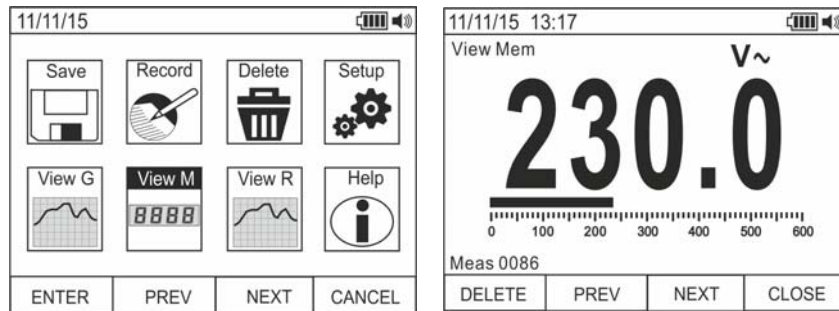 11/11/15
Save Record Delete Setup
View G View M View R Help
8888
ENTER PREV NEXT CANCEL
11/11/15 13:17
View Mem
V~
230.0
0 100 200 300 400 500 600
Meas 0086
DELETE PREV NEXT CLOSE